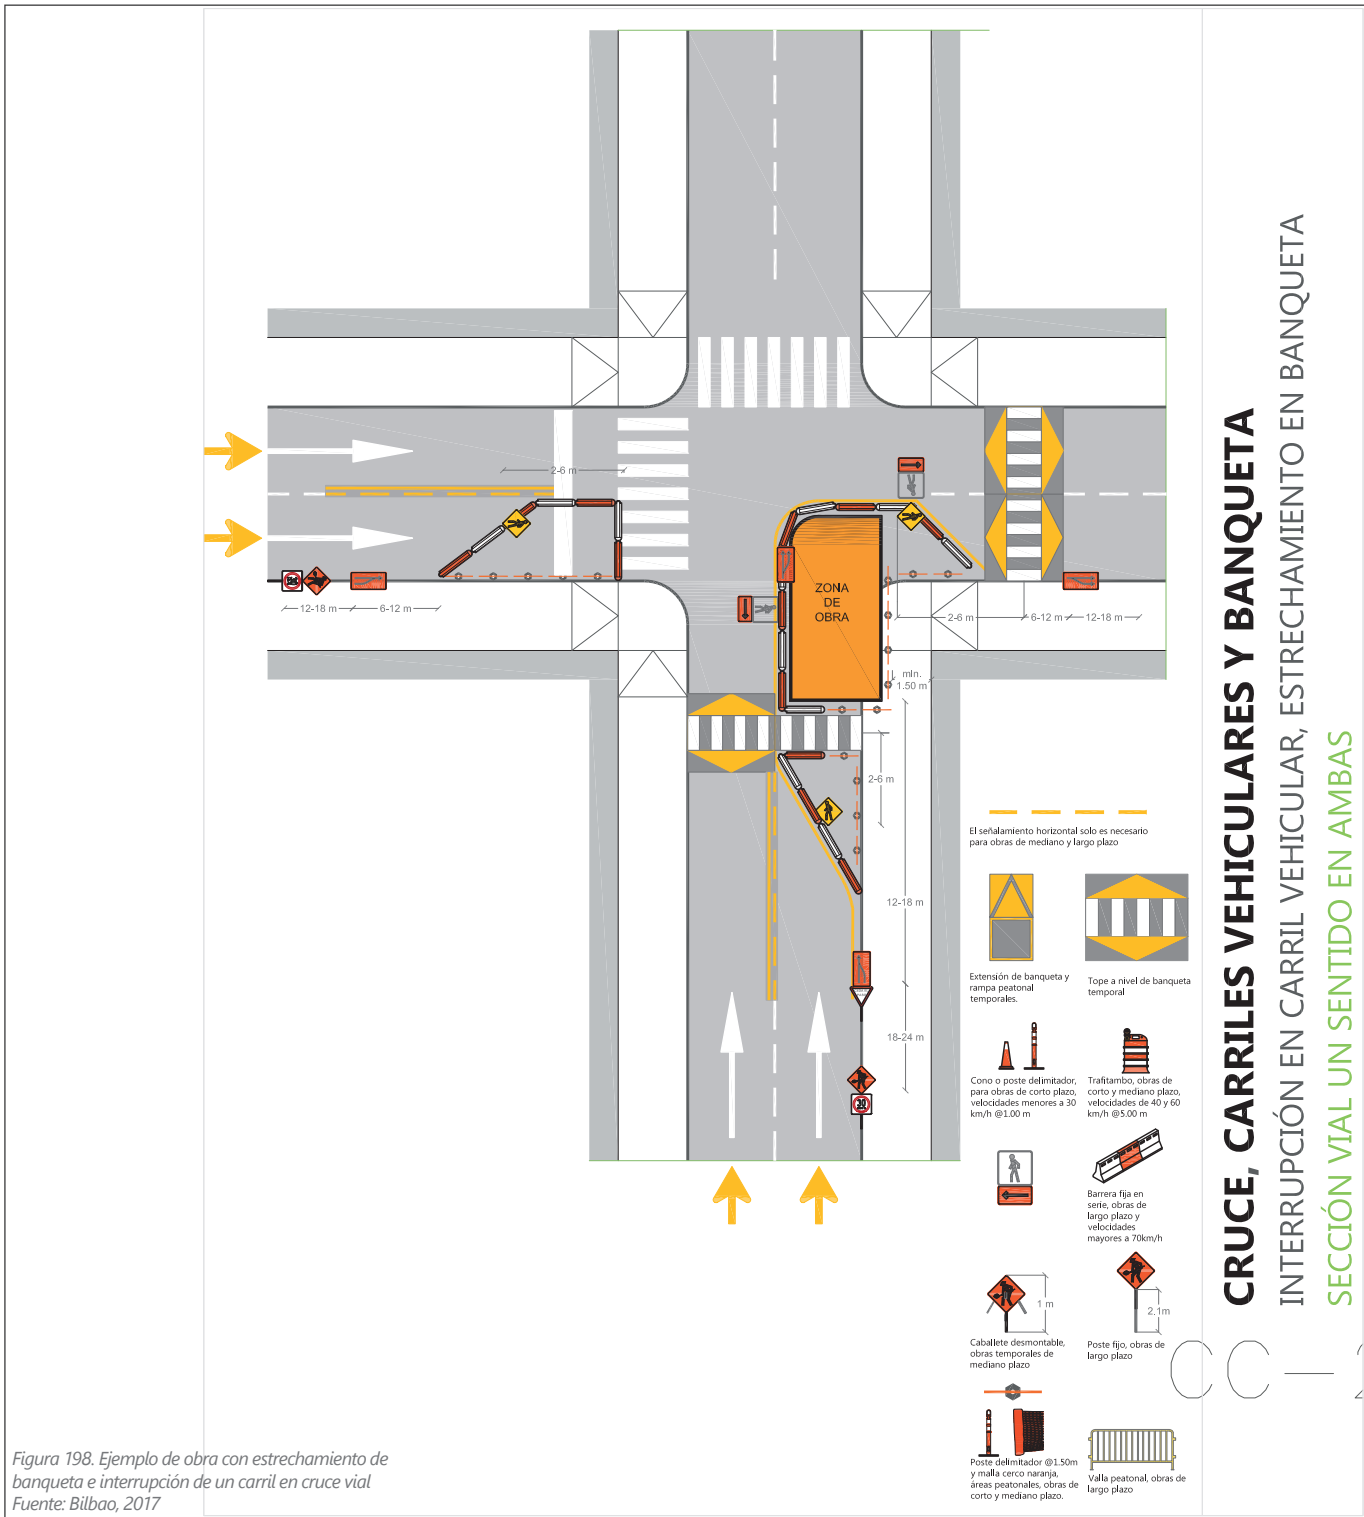 2-6 m
12-18 m
6-12 m
ZONA
DE
OBRA
2-6 m
6-12 m
12-18 m
min.
1.50 m
2-6 m
12-18 m
18-24 m
30
El señalamiento horizontal solo es necesario
para obras de mediano y largo plazo
Extensión de banqueta y
rampa peatonal
temporales.
Tope a nivel de banqueta
temporal
Cono o poste delimitador,
para obras de corto plazo,
velocidades menores a 30
km/h @1.00 m
Trafitambo, obras de
corto y mediano plazo,
velocidades de 40 y 60
km/h @5.00 m
Barrera fija en
serie, obras de
largo plazo y
velocidades
mayores a 70km/h
1 m
2.1m
Caballete desmontable,
obras temporales de
mediano plazo
Poste fijo, obras de
largo plazo
Poste delimitador @1.50m
y malla cerco naranja,
áreas peatonales, obras de
corto y mediano plazo.
Valla peatonal, obras de
largo plazo
CRUCE, CARRILES VEHICULARES Y BANQUETA
INTERRUPCIÓN EN CARRIL VEHICULAR, ESTRECHAMIENTO EN BANQUETA
SECCIÓN VIAL UN SENTIDO EN AMBAS
CC—2
Figura 198. Ejemplo de obra con estrechamiento de
banqueta e interrupción de un carril en cruce vial
Fuente: Bilbao, 2017